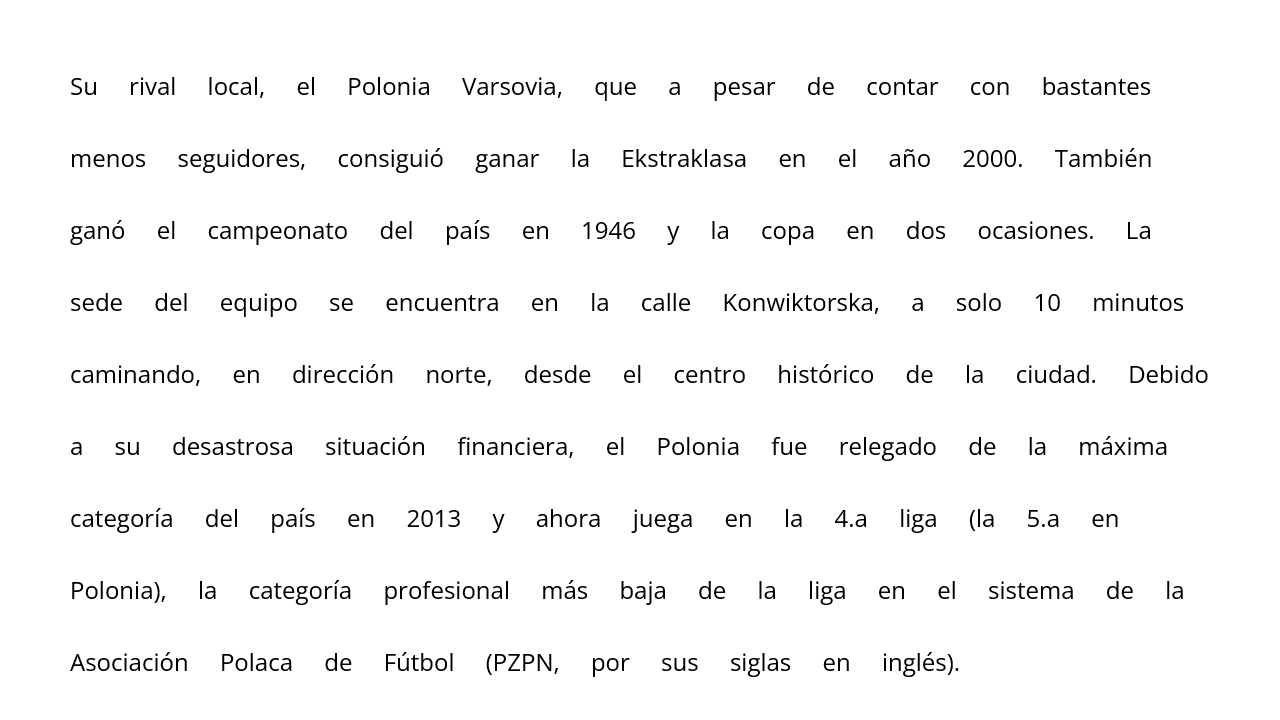 Su rival local, el Polonia Varsovia, que a pesar de contar con bastantes
menos seguidores, consiguió ganar la Ekstraklasa en el año 2000. También
ganó el campeonato del país en 1946 y la copa en dos ocasiones. La
sede del equipo se encuentra en la calle Konwiktorska, a solo 10 minutos
caminando, en dirección norte, desde el centro histórico de la ciudad. Debido
a su desastrosa situación financiera, el Polonia fue relegado de la máxima
categoría del país en 2013 y ahora juega en la 4.a liga (la 5.a en
Polonia), la categoría profesional más baja de la liga en el sistema de la
Asociación Polaca de Fútbol (PZPN, por sus siglas en inglés).